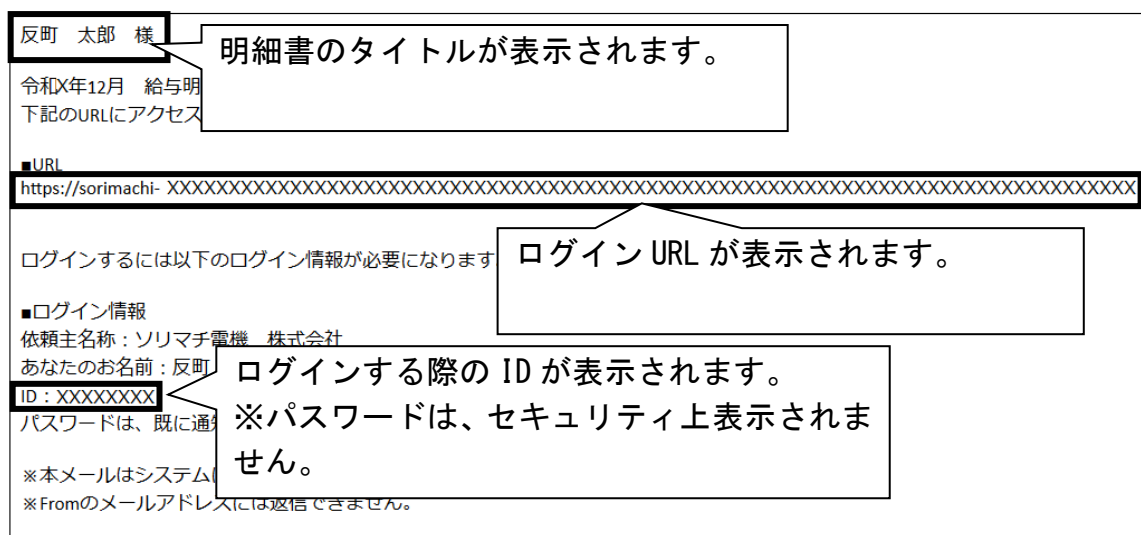 反町 太郎 様
明細書のタイトルが表示されます。
令和X年12月 給与明
下記のURLにアクセス
■URL
https://sorimachi- XXXXXXXXXXXXXXXXXXXXXXXXXXXXXXXXXXXXXXXXXXXXXXXXXXXXXXXXXXXXXXXXXXXXXXXXXXXXXXX
ログイン URL が表示されます。
ログインするには以下のログイン情報が必要になります
■ログイン情報
依頼主名称：ソリマチ電機 株式会社
あなたのお名前：反町
ログインする際の ID が表示されます。
※パスワードは、セキュリティ上表示されま
せん。
ID：XXXXXXXX
パスワードは、既に通
※本メールはシステム
※Fromのメールアドレスには返信できません。